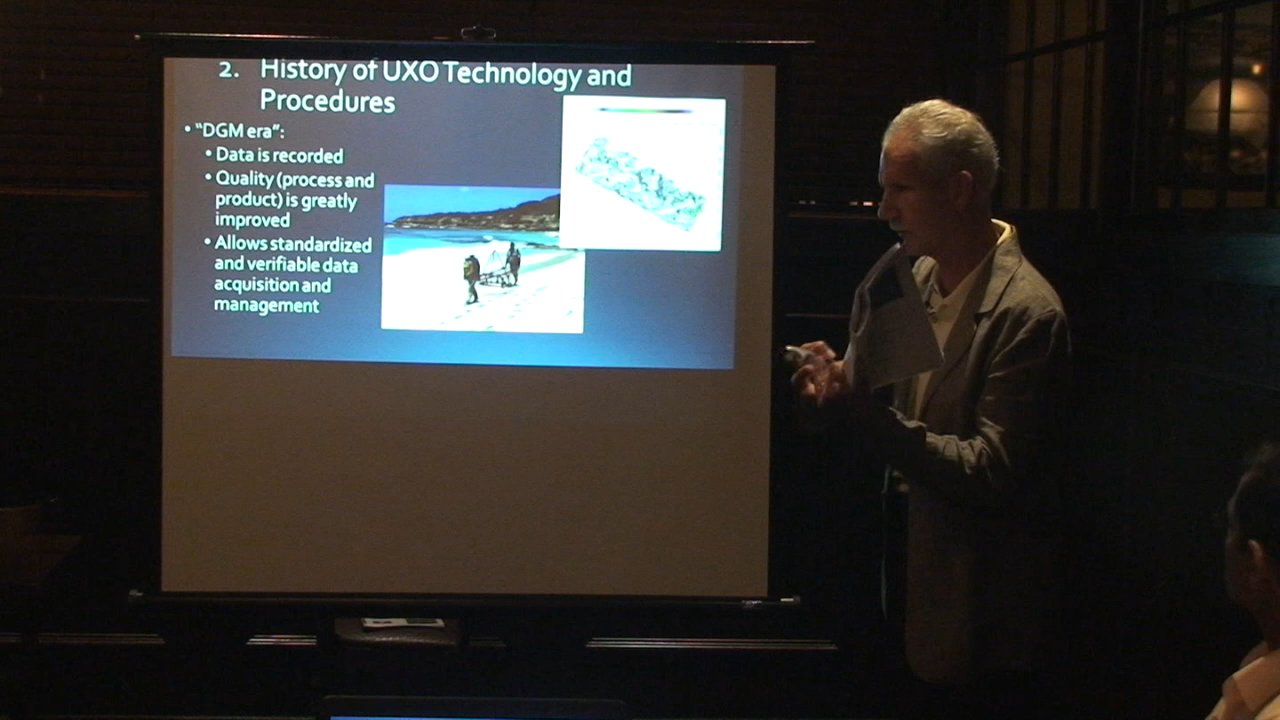 2. History of UXO Technology and
Procedures
• "DGM era":
• Data is recorded
• Quality (process and
product) is greatly
improved
• Allows standardized
and verifiable data
acquisition and
management